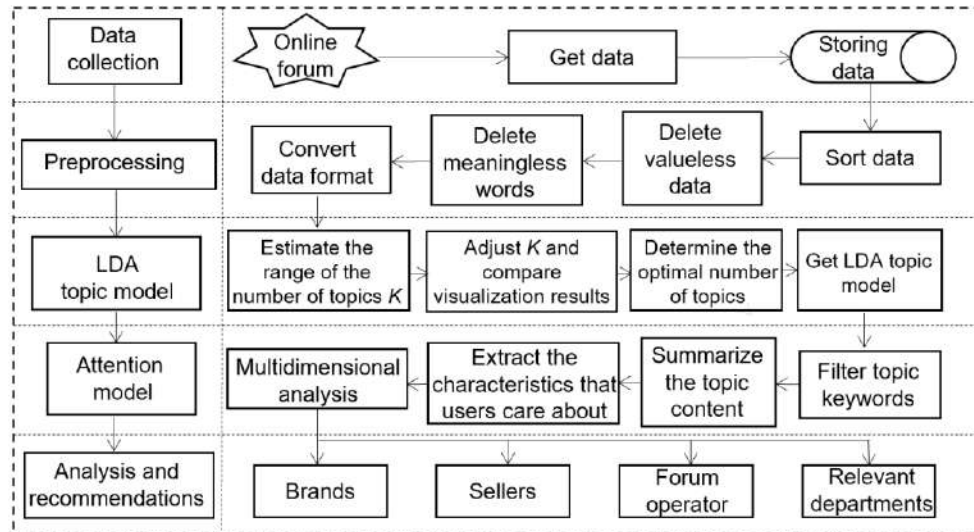 Data
collection
Online
forum
Get data
Storing
data
Preprocessing
Convert
data format
Delete
meaningless
words
Delete
valueless
data
Sort data
LDA
topic model
Estimate the
range of the
number of topics K
Adjust K and
compare
visualization results
Determine the
optimal number
of topics
Get LDA topic
model
Attention
model
Multidimensional
analysis
Extract the
characteristics that
users care about
Summarize
the topic
content
Filter topic
keywords
Analysis and
recommendations
Brands
Sellers
Forum
operator
Relevant
departments